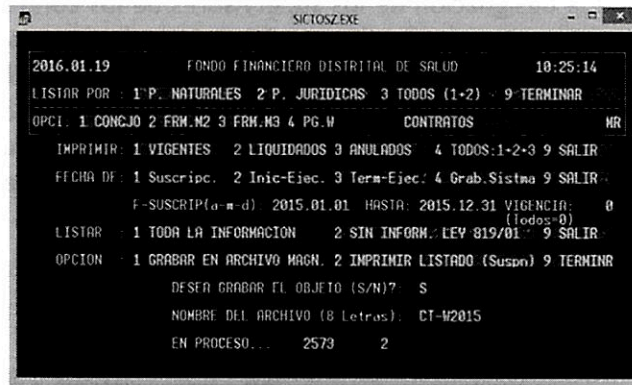 SICTOSZ.EXE
2016.01.19 FONDO FINANCIERO DISTRITAL DE SALUD 10:25:14
LISTAR POR : 1 P. NATURALES 2 P. JURIDICAS 3 TODOS (1+2) 9 TERMINAR
OPCI. 1 CONCJO 2 FRM.M2 3 FRM.M3 4 PG.W CONTRATOS NR
IMPRIMIR: 1 VIGENTES 2 LIQUIDADOS 3 ANULADOS 4 TODOS:1+2+3 9 SALIR
FECHA DE: 1 Suscripc. 2 Inic-Ejec. 3 Term-Ejec. 4 Grab.Sistma 9 SALIR
F-SUSCRIP(a-m-d): 2015.01.01 HASTA: 2015.12.31 VIGENCIA: 0
(Todos=0)
LISTAR : 1 TODA LA INFORMACION 2 SIN INFORM. LEY 819/01 9 SALIR
OPCION : 1 GRABAR EN ARCHIVO MAGN. 2 IMPRIMIR LISTADO (Suspn) 9 TERMINR
DESEA GRABAR EL OBJETO (S/N)? S
NOMBRE DEL ARCHIVO (8 Letras): CT-W2015
EN PROCESO... 2573 2